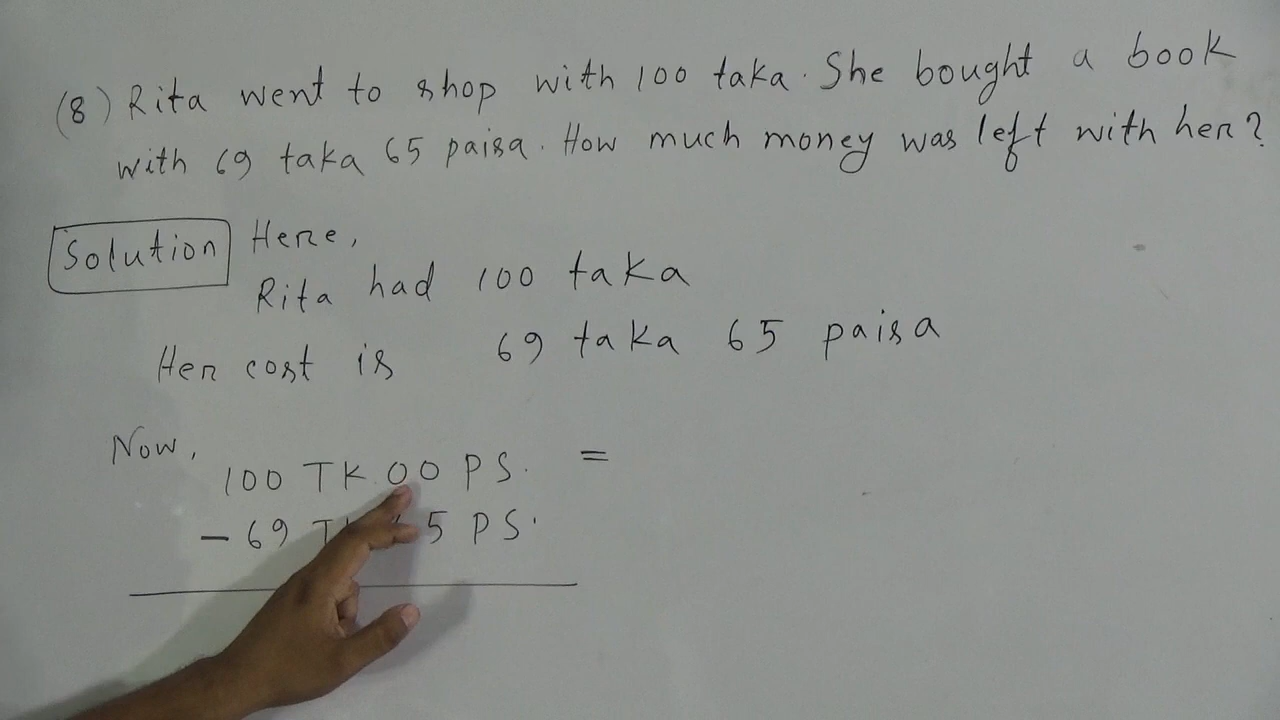 (8) Rita went to shop with 100 taka. She bought a book
with 69 taka 65 paisa. How much money was left with her?
Solution Here,
Rita had 100 taka
Her cost is 69 taka 65 paisa
Now,
100 TK 00 PS. =
- 69 5 PS.